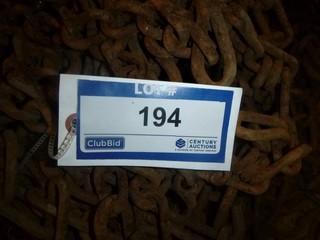 LOT #
194
ClubBid
CENTURY
AUCTIONS